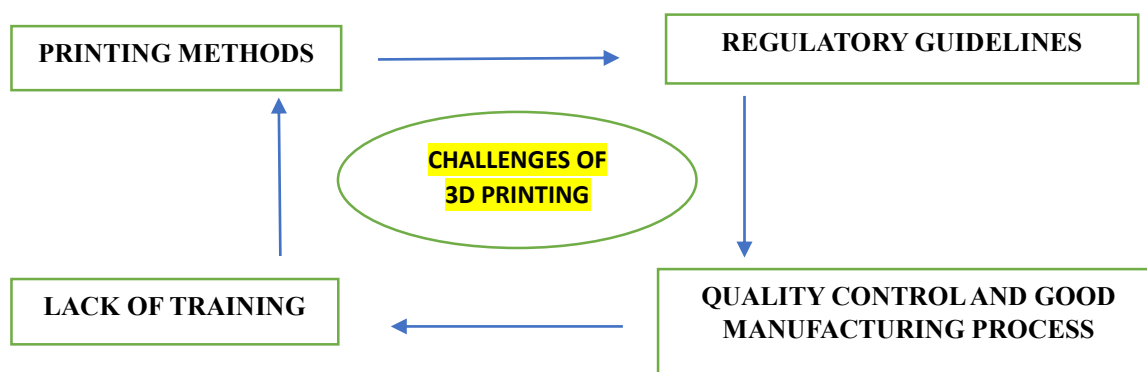 PRINTING METHODS
REGULATORY GUIDELINES
CHALLENGES OF
3D PRINTING
LACK OF TRAINING
QUALITY CONTROL AND GOOD
MANUFACTURING PROCESS